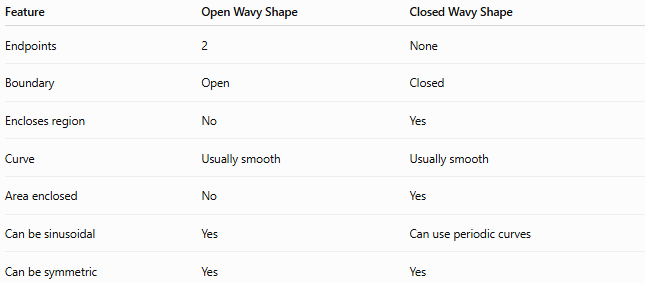 Feature Open Wavy Shape Closed Wavy Shape
Endpoints 2 None
Boundary Open Closed
Encloses region No Yes
Curve Usually smooth Usually smooth
Area enclosed No Yes
Can be sinusoidal Yes Can use periodic curves
Can be symmetric Yes Yes